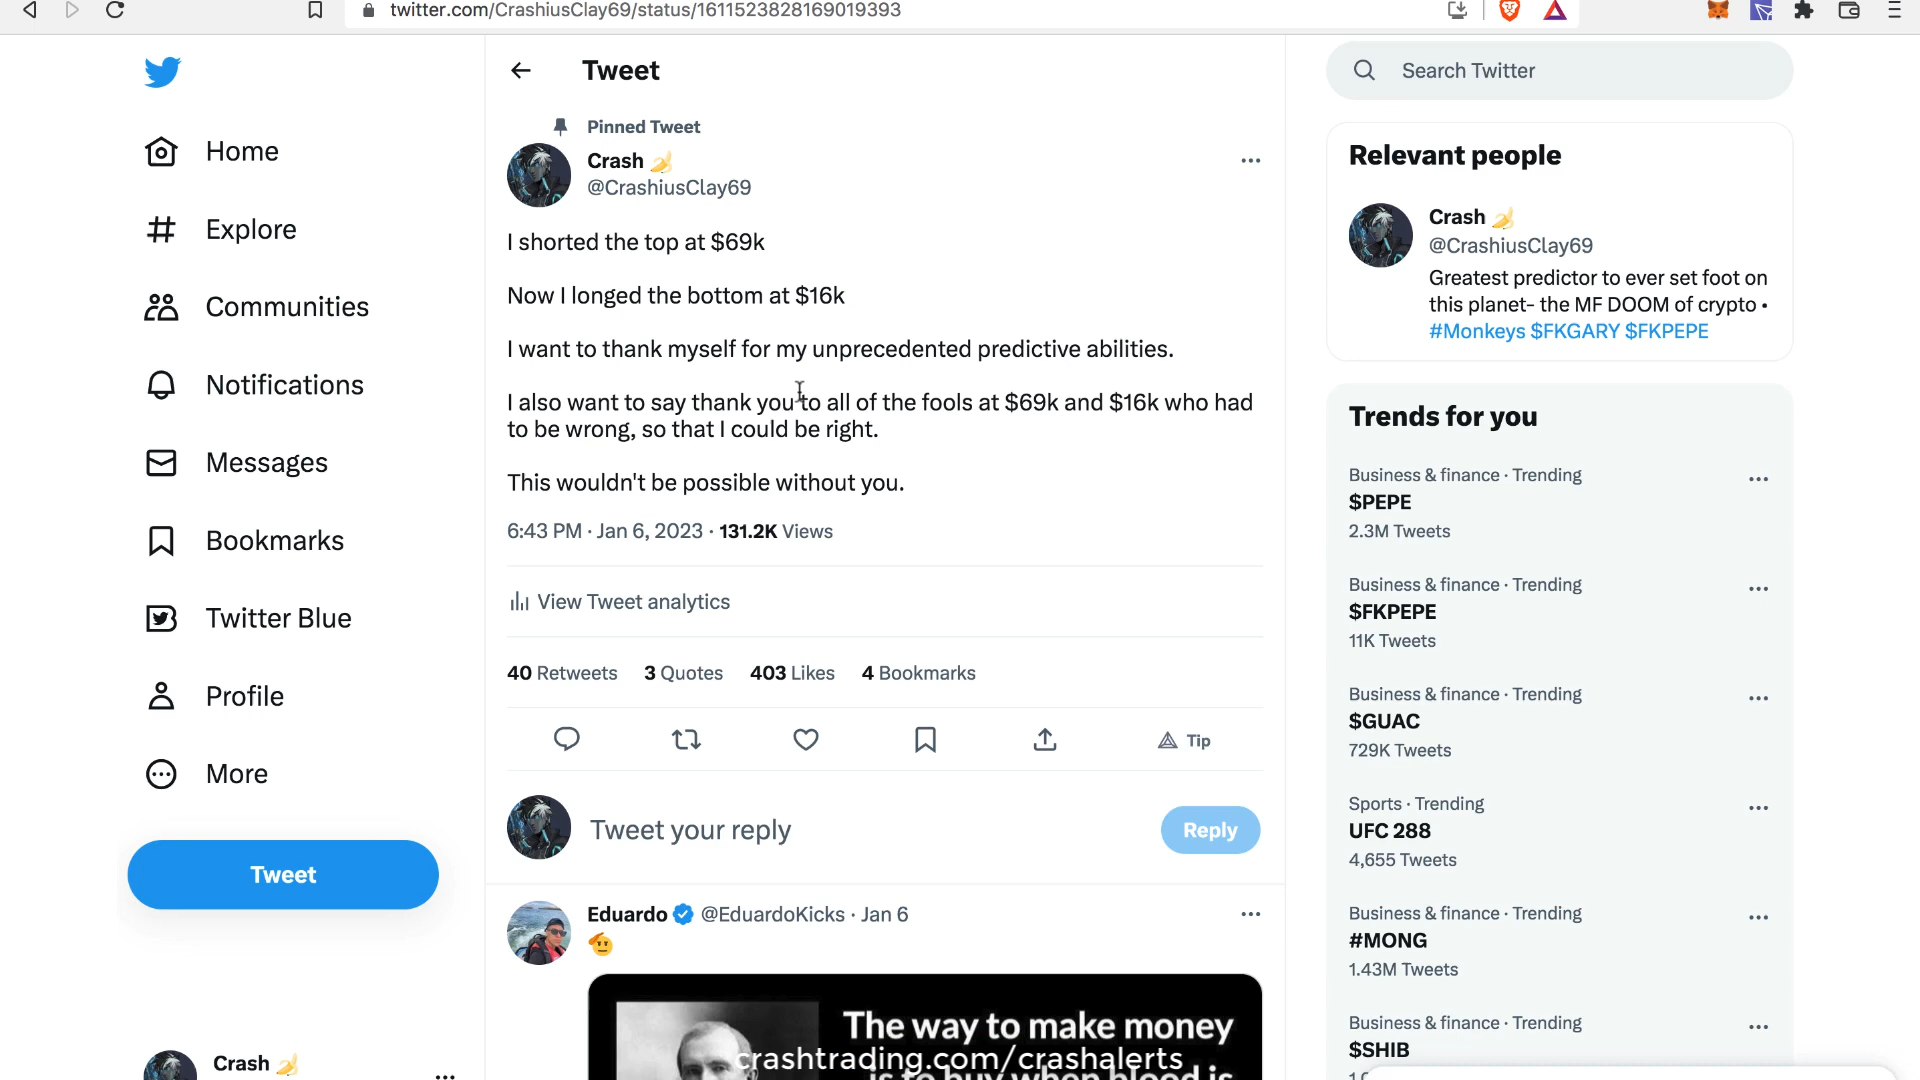 twitter.com/CrashiusClay69/status/1611523828169019393
Home
Explore
Communities
Notifications
Messages
Bookmarks
Twitter Blue
Profile
More
Tweet
Crash
Tweet
Pinned Tweet
Crash
@CrashiusClay69
I shorted the top at $69k
Now I longed the bottom at $16k
I want to thank myself for my unprecedented predictive abilities.
I also want to say thank you to all of the fools at $69k and $16k who had
to be wrong, so that I could be right.
This wouldn't be possible without you.
6:43 PM · Jan 6, 2023 · 131.2K Views
View Tweet analytics
40 Retweets 3 Quotes 403 Likes 4 Bookmarks
Tip
Tweet your reply
Reply
Eduardo @EduardoKicks · Jan 6
The way to make money
is to buy when blood is
crashtrading.com/crashalerts
Search Twitter
Relevant people
Crash
@CrashiusClay69
Greatest predictor to ever set foot on
this planet- the MF DOOM of crypto •
#Monkeys $FKGARY $FKPEPE
Trends for you
Business & finance · Trending
$PEPE
2.3M Tweets
Business & finance · Trending
$FKPEPE
11K Tweets
Business & finance · Trending
$GUAC
729K Tweets
Sports · Trending
UFC 288
4,655 Tweets
Business & finance · Trending
#MONG
1.43M Tweets
Business & finance · Trending
$SHIB